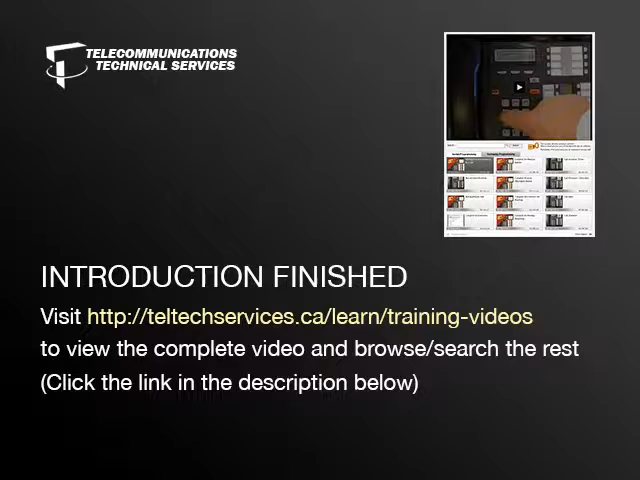 TELECOMMUNICATIONS
TECHNICAL SERVICES
INTRODUCTION FINISHED
Visit http://teltechservices.ca/learn/training-videos
to view the complete video and browse/search the rest
(Click the link in the description below)